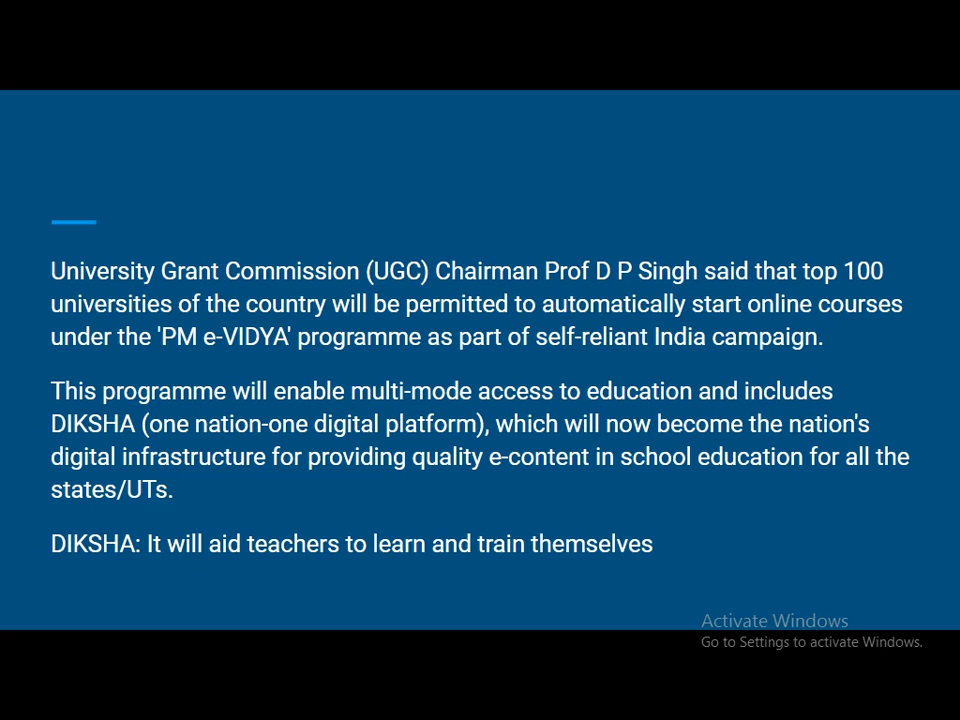 University Grant Commission (UGC) Chairman Prof D P Singh said that top 100
universities of the country will be permitted to automatically start online courses
under the 'PM e-VIDYA' programme as part of self-reliant India campaign.
This programme will enable multi-mode access to education and includes
DIKSHA (one nation-one digital platform), which will now become the nation's
digital infrastructure for providing quality e-content in school education for all the
states/UTs.
DIKSHA: It will aid teachers to learn and train themselves
Activate Windows
Go to Settings to activate Windows.